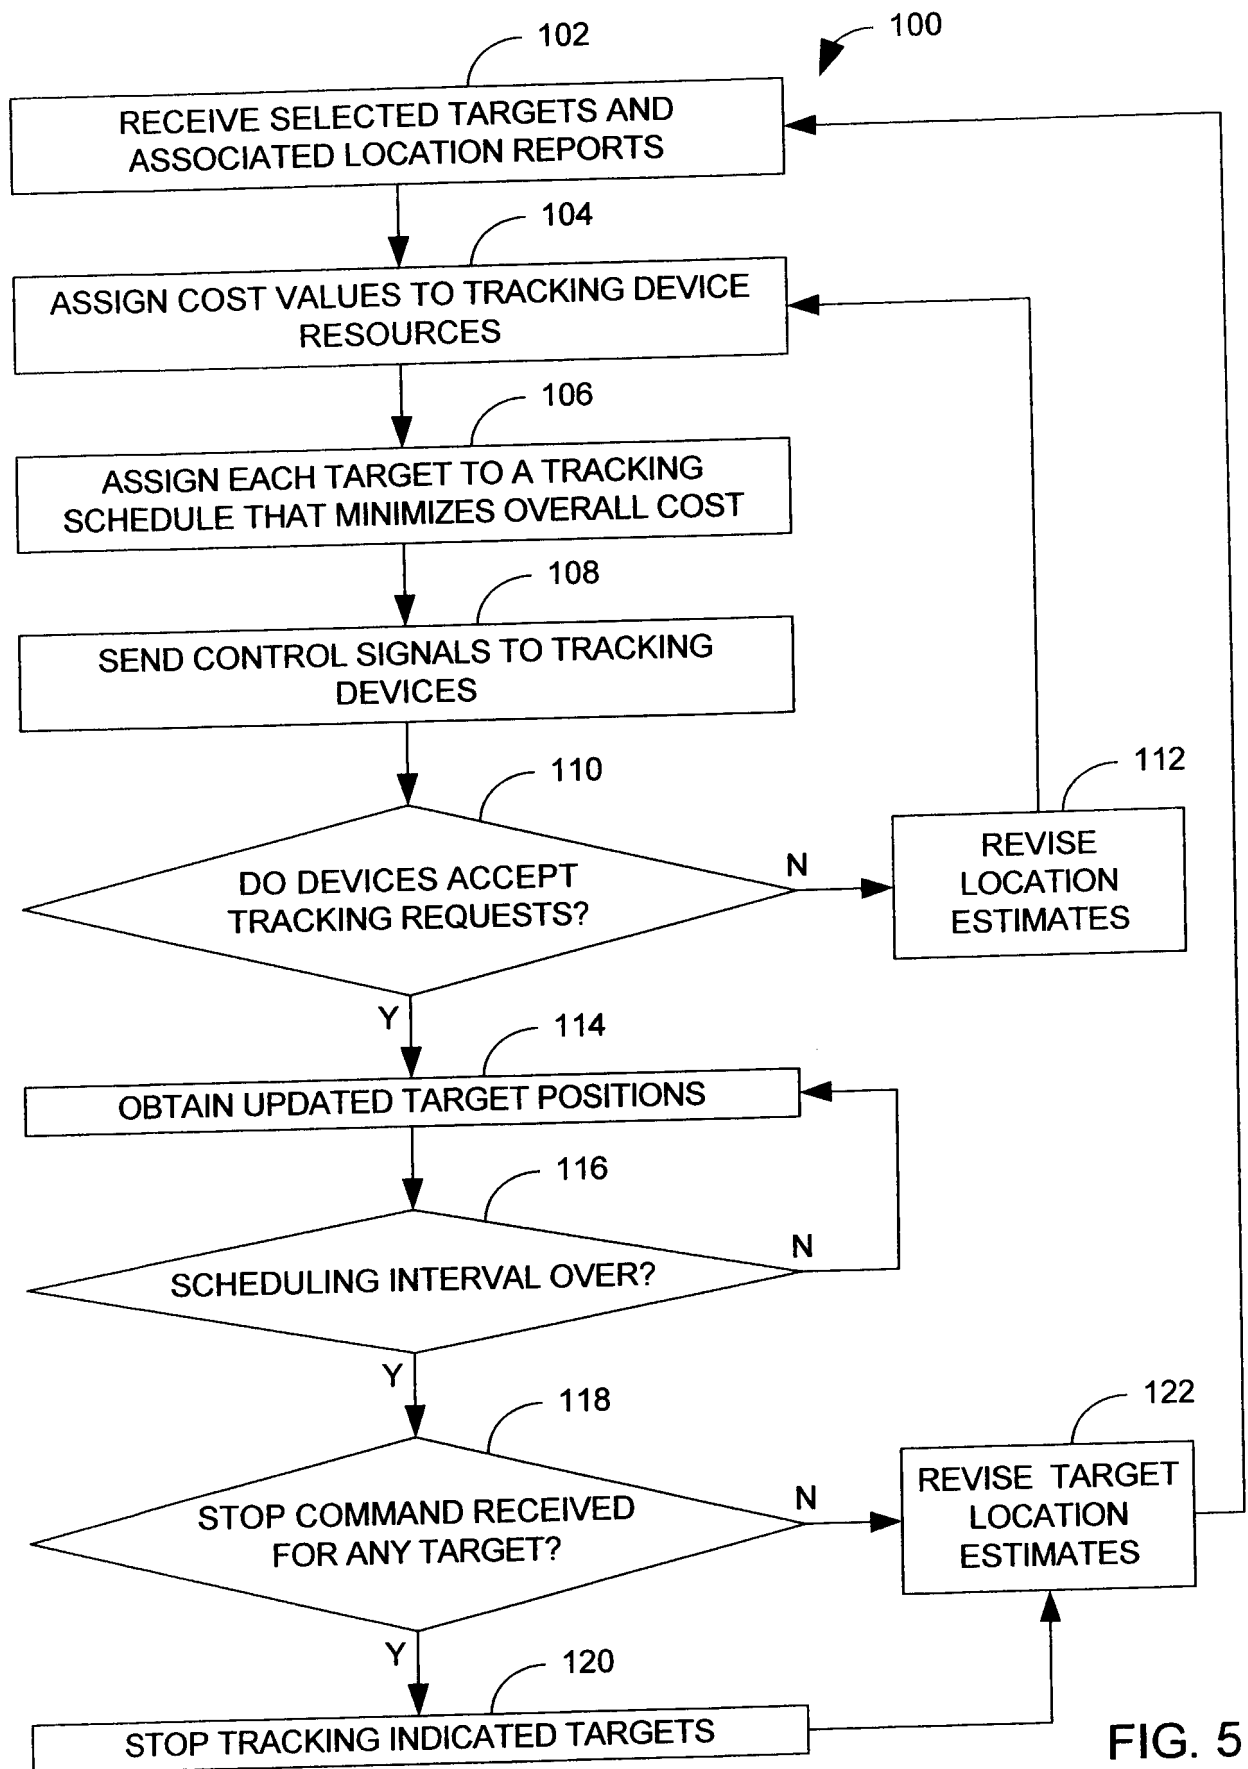 102
100
RECEIVE SELECTED TARGETS AND
ASSOCIATED LOCATION REPORTS
104
ASSIGN COST VALUES TO TRACKING DEVICE
RESOURCES
106
ASSIGN EACH TARGET TO A TRACKING
SCHEDULE THAT MINIMIZES OVERALL COST
108
SEND CONTROL SIGNALS TO TRACKING
DEVICES
110
DO DEVICES ACCEPT
TRACKING REQUESTS?
N
112
REVISE
LOCATION
ESTIMATES
Y
114
OBTAIN UPDATED TARGET POSITIONS
116
SCHEDULING INTERVAL OVER?
N
Y
118
STOP COMMAND RECEIVED
FOR ANY TARGET?
N
122
REVISE TARGET
LOCATION
ESTIMATES
Y
120
STOP TRACKING INDICATED TARGETS
FIG. 5